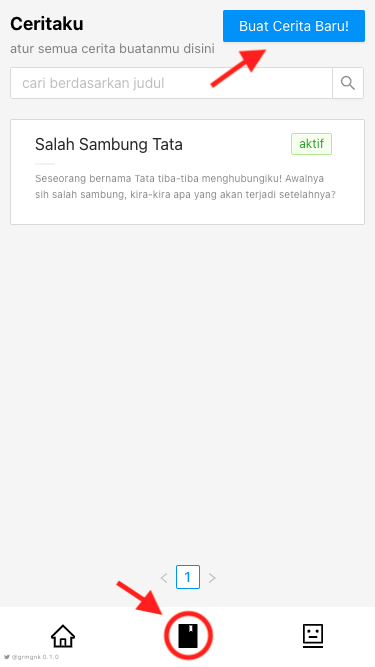 Ceritaku
Buat Cerita Baru!
atur semua cerita buatanmu disini
cari berdasarkan judul
Salah Sambung Tata
aktif
Seseorang bernama Tata tiba-tiba menghubungiku! Awalnya
sih salah sambung, kira-kira apa yang akan terjadi setelahnya?
1
@grmgnk 0.1.0